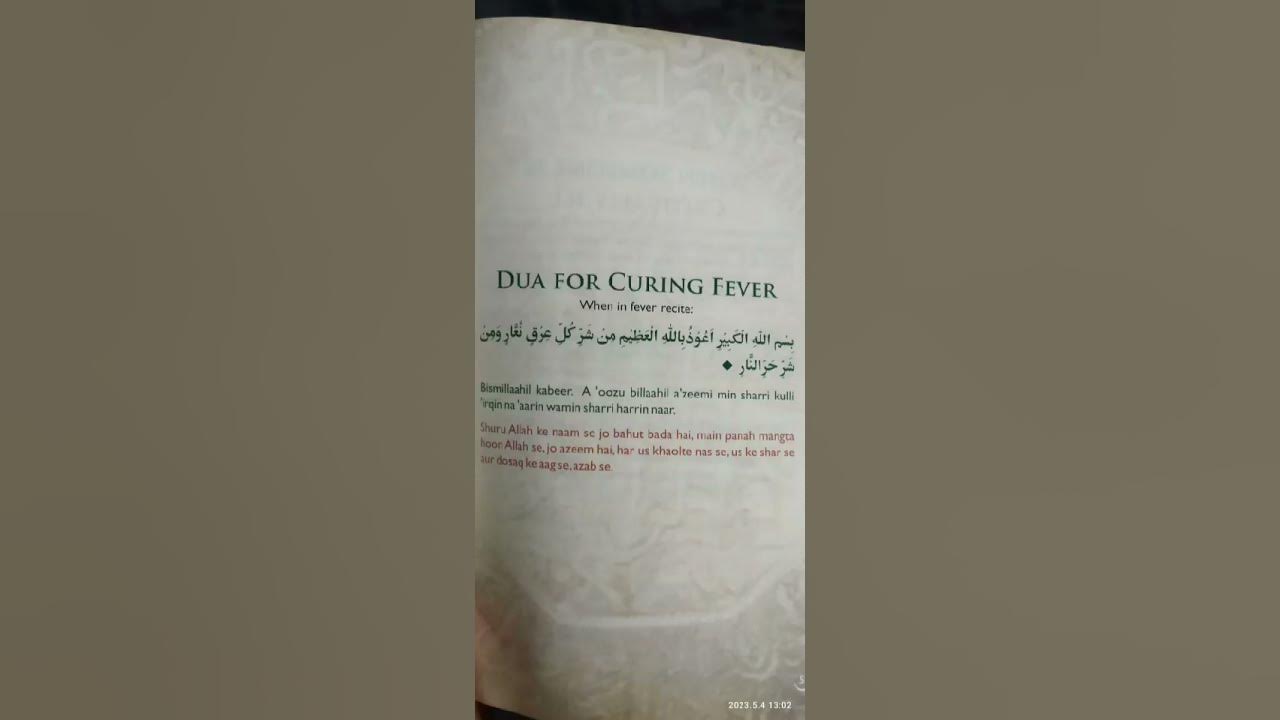 DUA FOR CURING FEVER
When in fever recite:
بِسْمِ اللهِ الْكَبِيْرِ اَعُوْذُبِاللهِ الْعَظِيْمِ مِنْ شَرِّ كُلِّ عِرْقٍ نَّعَّارٍ وَمِنْ
شَرِّ حَرِّ النَّارِ ◆
Bismillaahil kabeer. A 'oozu billaahil a'zeemi min sharri kulli
'irqin na 'aarin wamin sharri harrin naar.
Shuru Allah ke naam se jo bahut bada hai, main panah mangta
hoor Allah se, jo azeem hai, har us khaolte nas se, us ke shar se
aur dosaq ke aag se, azab se.
2023.5.4 13:02